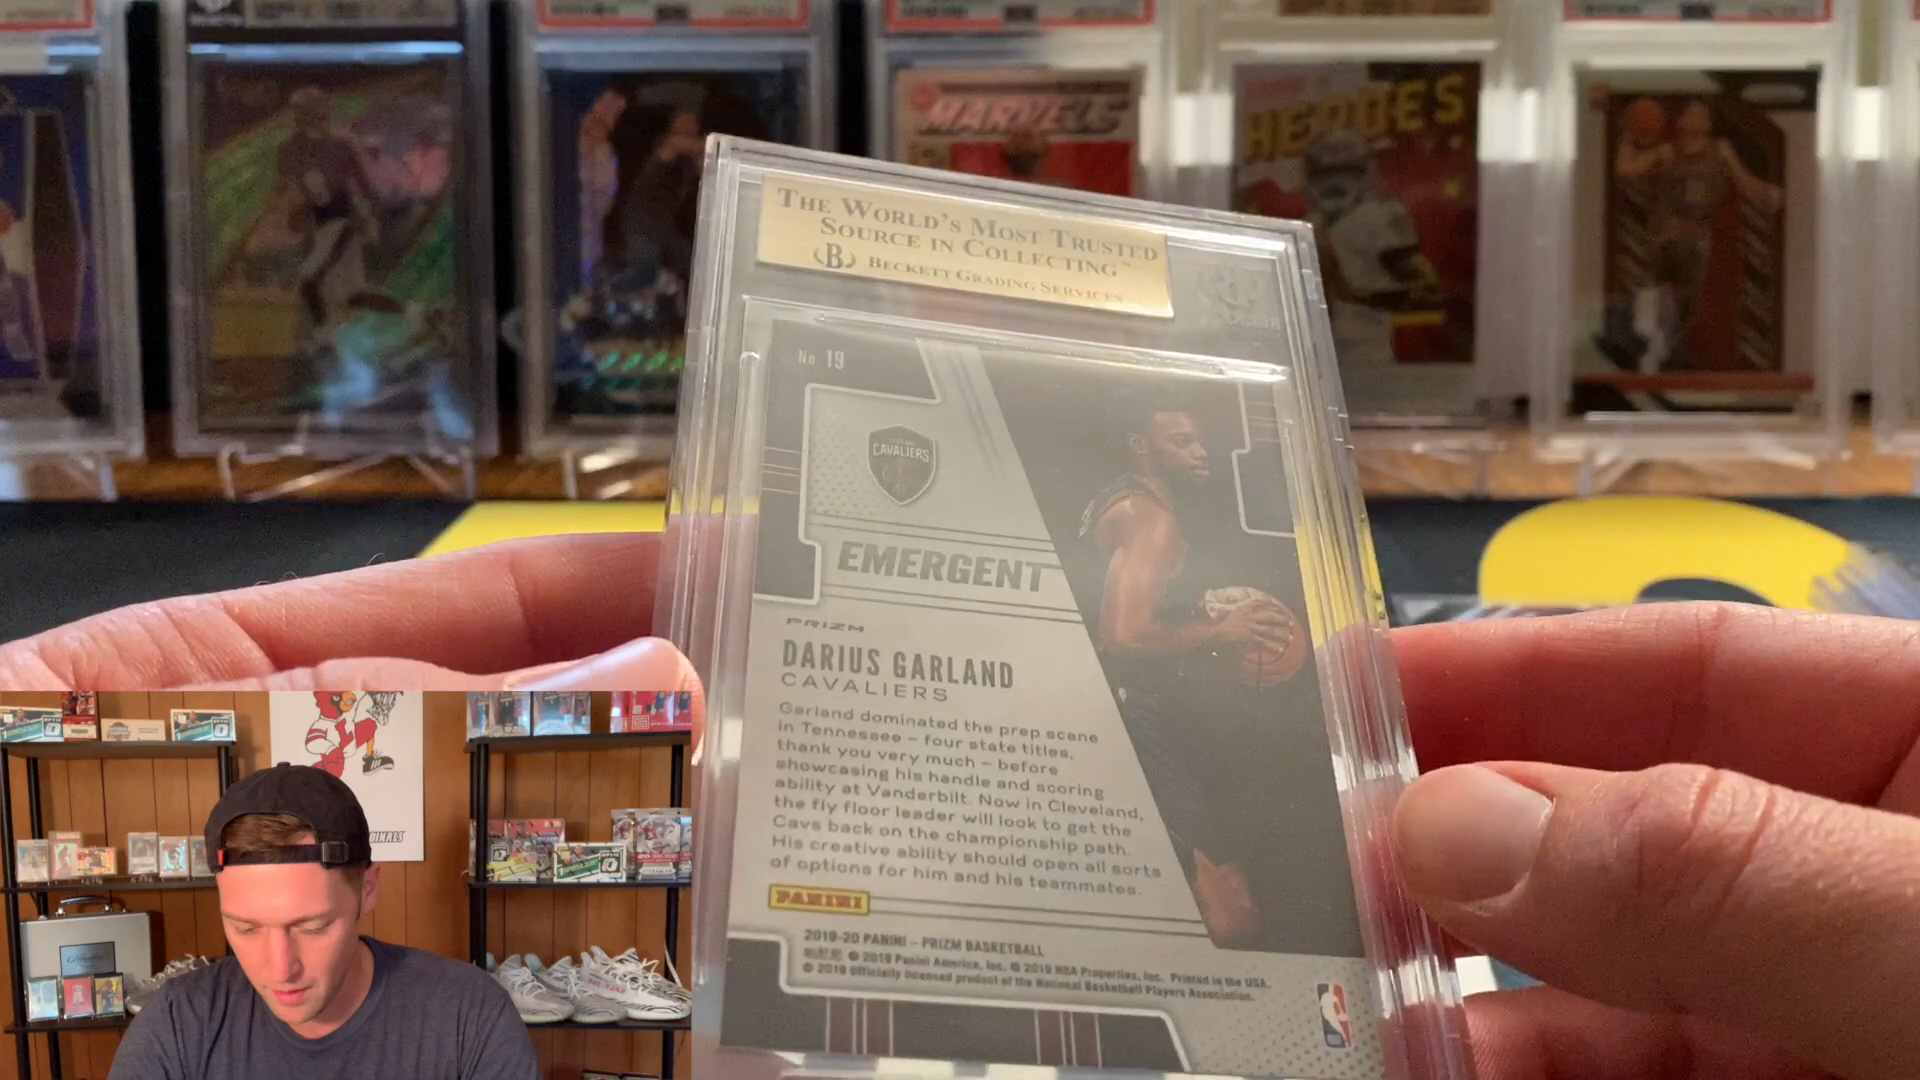 MARVELS
HEROES
THE WORLD'S MOST TRUSTED
SOURCE IN COLLECTING™
B BECKETT GRADING SERVICES
No 19
CAVALIERS
EMERGENT
PRIZM
DARIUS GARLAND
CAVALIERS
Garland dominated the prep scene
in Tennessee – four state titles,
thank you very much – before
showcasing his handle and scoring
ability at Vanderbilt. Now in Cleveland,
the fly floor leader will look to get the
Cavs back on the championship path.
His creative ability should open all sorts
of options for him and his teammates.
PANINI
2019-20 PANINI – PRIZM BASKETBALL
© 2019 Panini America, Inc. © 2019 NBA Properties, Inc. Printed in the USA.
© 2019 Officially licensed product of the National Basketball Players Association.